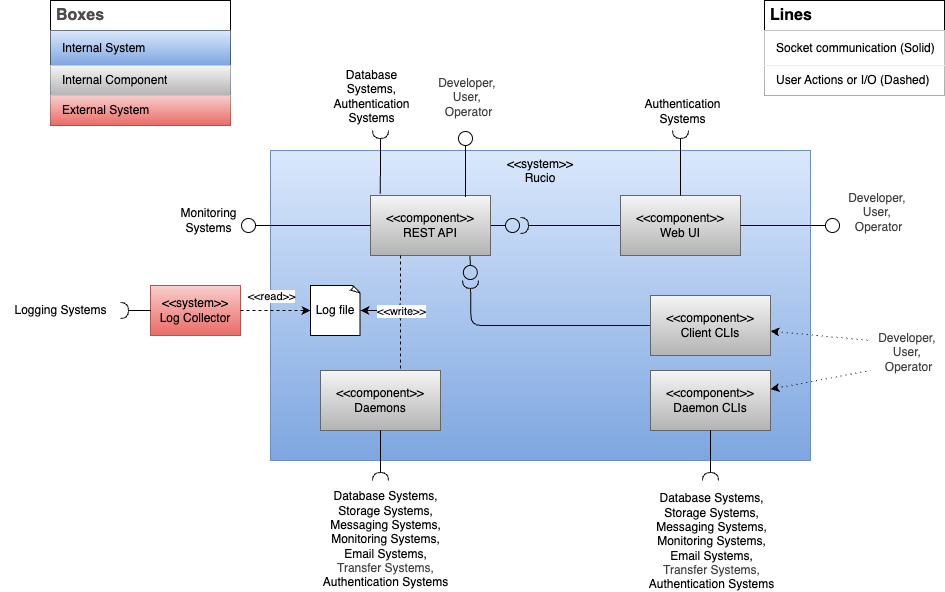 Boxes
Internal System
Internal Component
External System
Lines
Socket communication (Solid)
User Actions or I/O (Dashed)
Database
Systems,
Authentication
Systems
Developer,
User,
Operator
Authentication
Systems
<<system>>
Rucio
Monitoring
Systems
<<component>>
REST API
<<component>>
Web UI
Developer,
User,
Operator
Logging Systems
<<system>>
Log Collector
<<read>>
Log file
<<write>>
<<component>>
Client CLIs
Developer,
User,
Operator
<<component>>
Daemons
<<component>>
Daemon CLIs
Database Systems,
Storage Systems,
Messaging Systems,
Monitoring Systems,
Email Systems,
Transfer Systems,
Authentication Systems
Database Systems,
Storage Systems,
Messaging Systems,
Monitoring Systems,
Email Systems,
Transfer Systems,
Authentication Systems